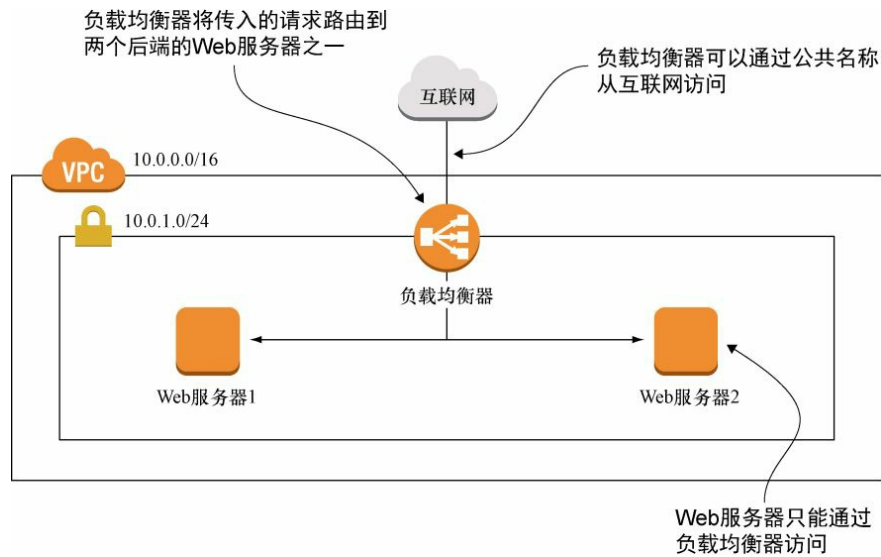 负载均衡器将传入的请求路由到
两个后端的Web服务器之一
负载均衡器可以通过公共名称
从互联网访问
互联网
VPC
10.0.0.0/16
10.0.1.0/24
负载均衡器
Web服务器1
Web服务器2
Web服务器只能通过
负载均衡器访问